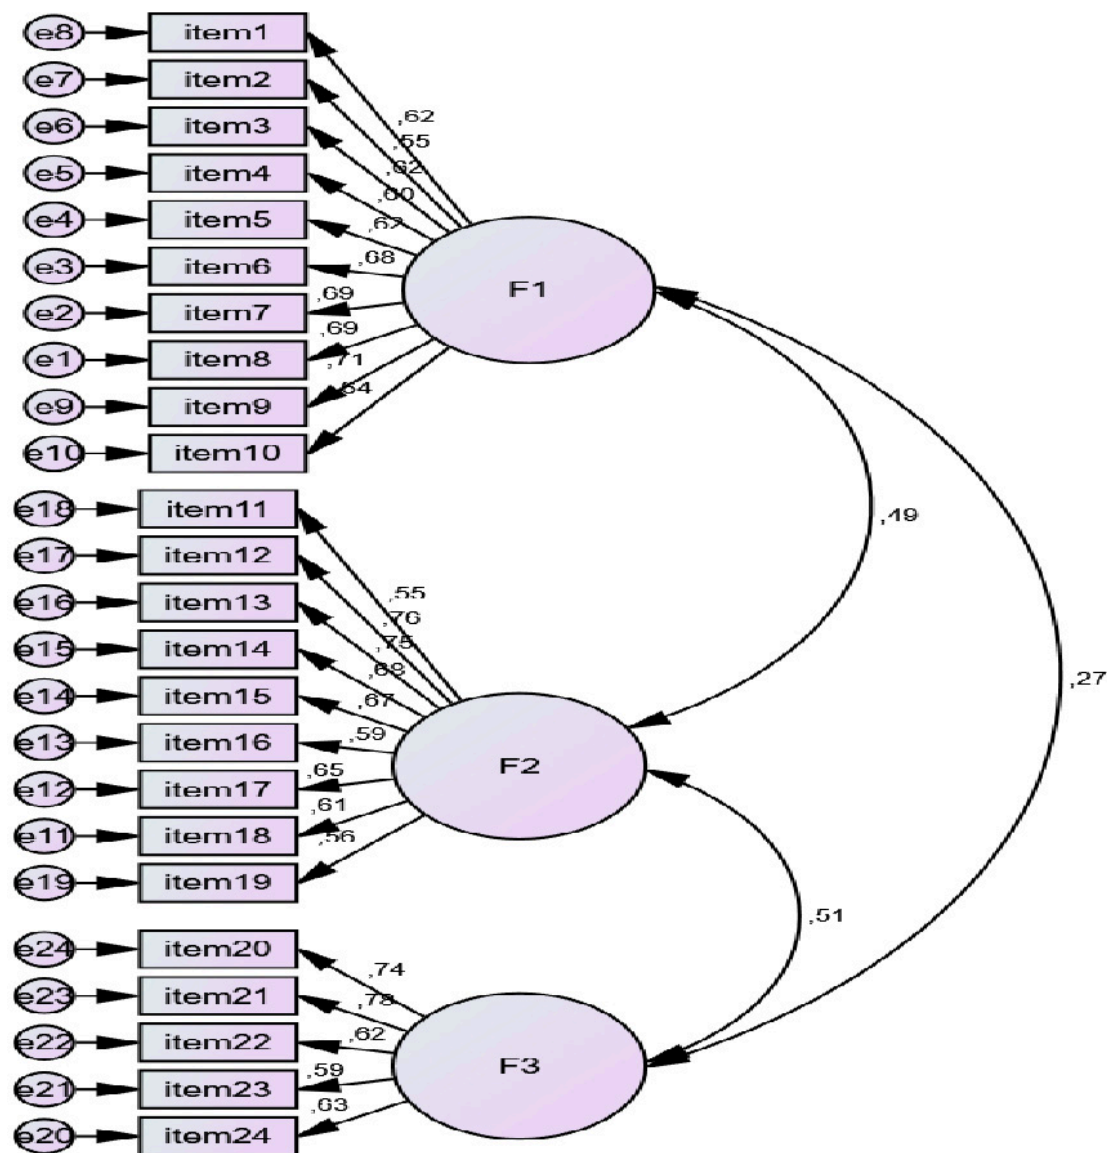 e8 item1
e7 item2
e6 item3
e5 item4
e4 item5
e3 item6
e2 item7
e1 item8
e9 item9
e10 item10
,62
,55
,62
,60
,62
,68
,69
,69
,71
,54
F1
,49
,27
e18 item11
e17 item12
e16 item13
e15 item14
e14 item15
e13 item16
e12 item17
e11 item18
e19 item19
,55
,76
,75
,68
,67
,59
,65
,61
,56
F2
,51
e24 item20
e23 item21
e22 item22
e21 item23
e20 item24
,74
,78
,62
,59
,63
F3